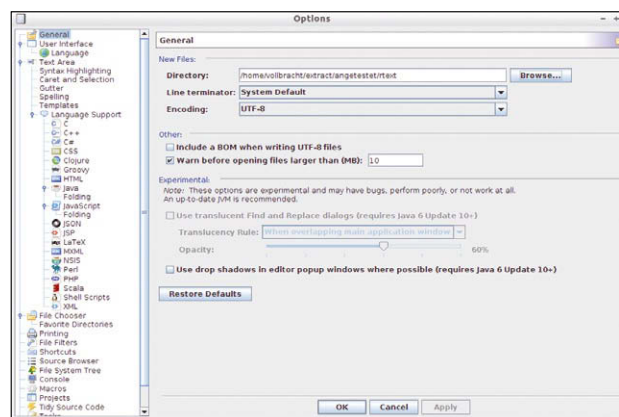 Options
General
User Interface
Language
Text Area
Syntax Highlighting
Caret and Selection
Gutter
Spelling
Templates
Language Support
C
C++
C#
CSS
Clojure
Groovy
HTML
Java
Folding
JavaScript
Folding
JSON
JSP
LaTeX
MXML
NSIS
Perl
PHP
Scala
Shell Scripts
XML
File Chooser
Favorite Directories
Printing
File Filters
Shortcuts
Source Browser
File System Tree
Console
Macros
Projects
Tidy Source Code
General
New Files:
Directory: /home/vollbracht/extract/angetestet/rtext Browse...
Line terminator: System Default
Encoding: UTF-8
Other:
Include a BOM when writing UTF-8 files
Warn before opening files larger than (MB): 10
Experimental:
Note: These options are experimental and may have bugs, perform poorly, or not work at all.
An up-to-date JVM is recommended.
Use translucent Find and Replace dialogs (requires Java 6 Update 10+)
Translucency Rule: When overlapping main application window
Opacity: 60%
Use drop shadows in editor popup windows where possible (requires Java 6 Update 10+)
Restore Defaults
OK Cancel Apply